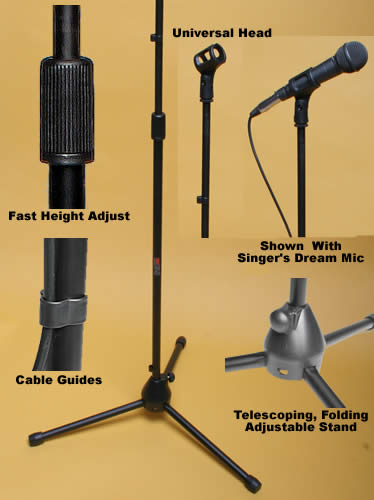 Universal Head
Fast Height Adjust
Shown With
Singer's Dream Mic
Cable Guides
Telescoping, Folding
Adjustable Stand